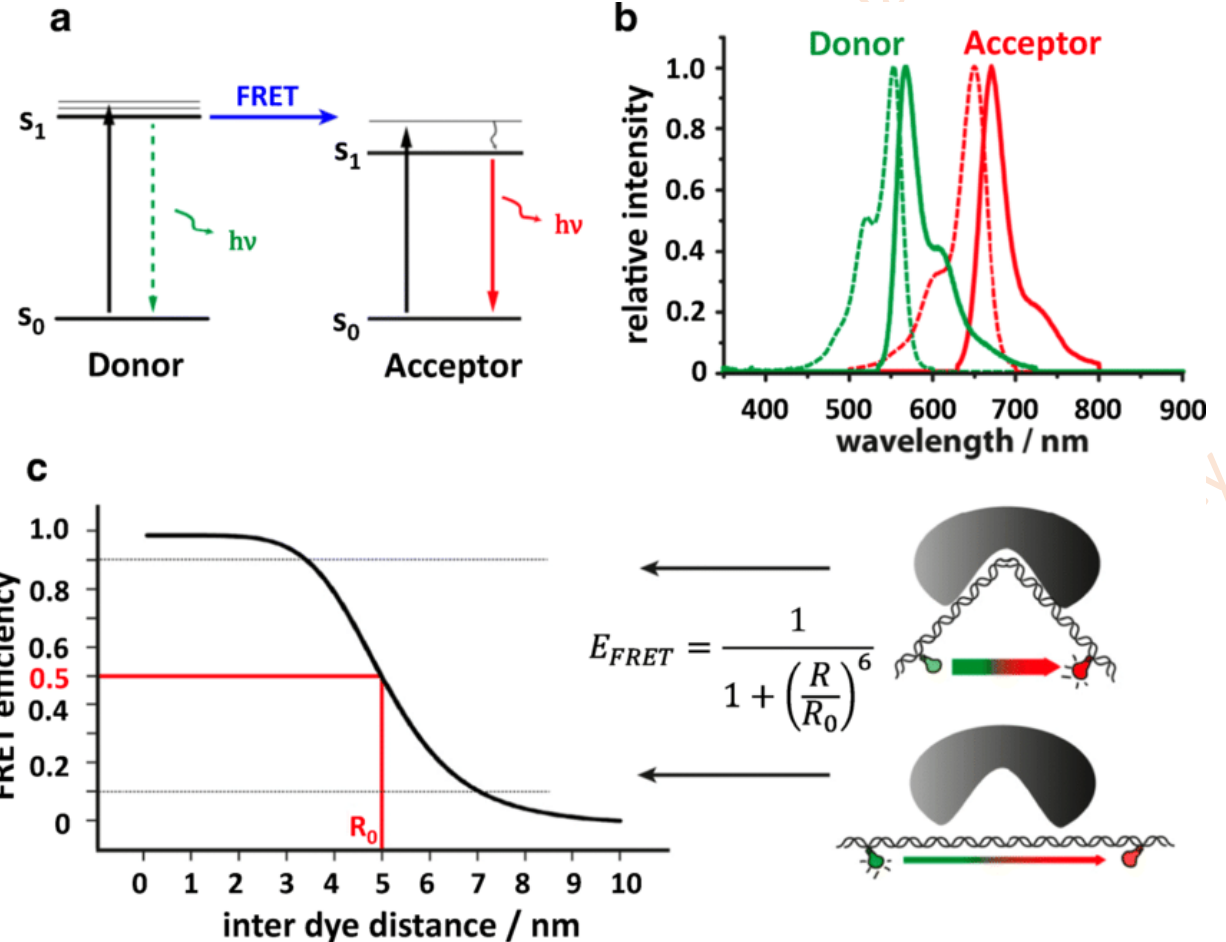 a
FRET
S1
hν
S0
Donor
S1
hν
S0
Acceptor
b
Donor Acceptor
relative intensity
1.0
0.8
0.6
0.4
0.2
0
400 500 600 700 800 900
wavelength / nm
c
FRET efficiency
1.0
0.8
0.6
0.5
0.4
0.2
0
R0
0 1 2 3 4 5 6 7 8 9 10
inter dye distance / nm
E_FRET = 1 / (1 + (R/R0)^6)